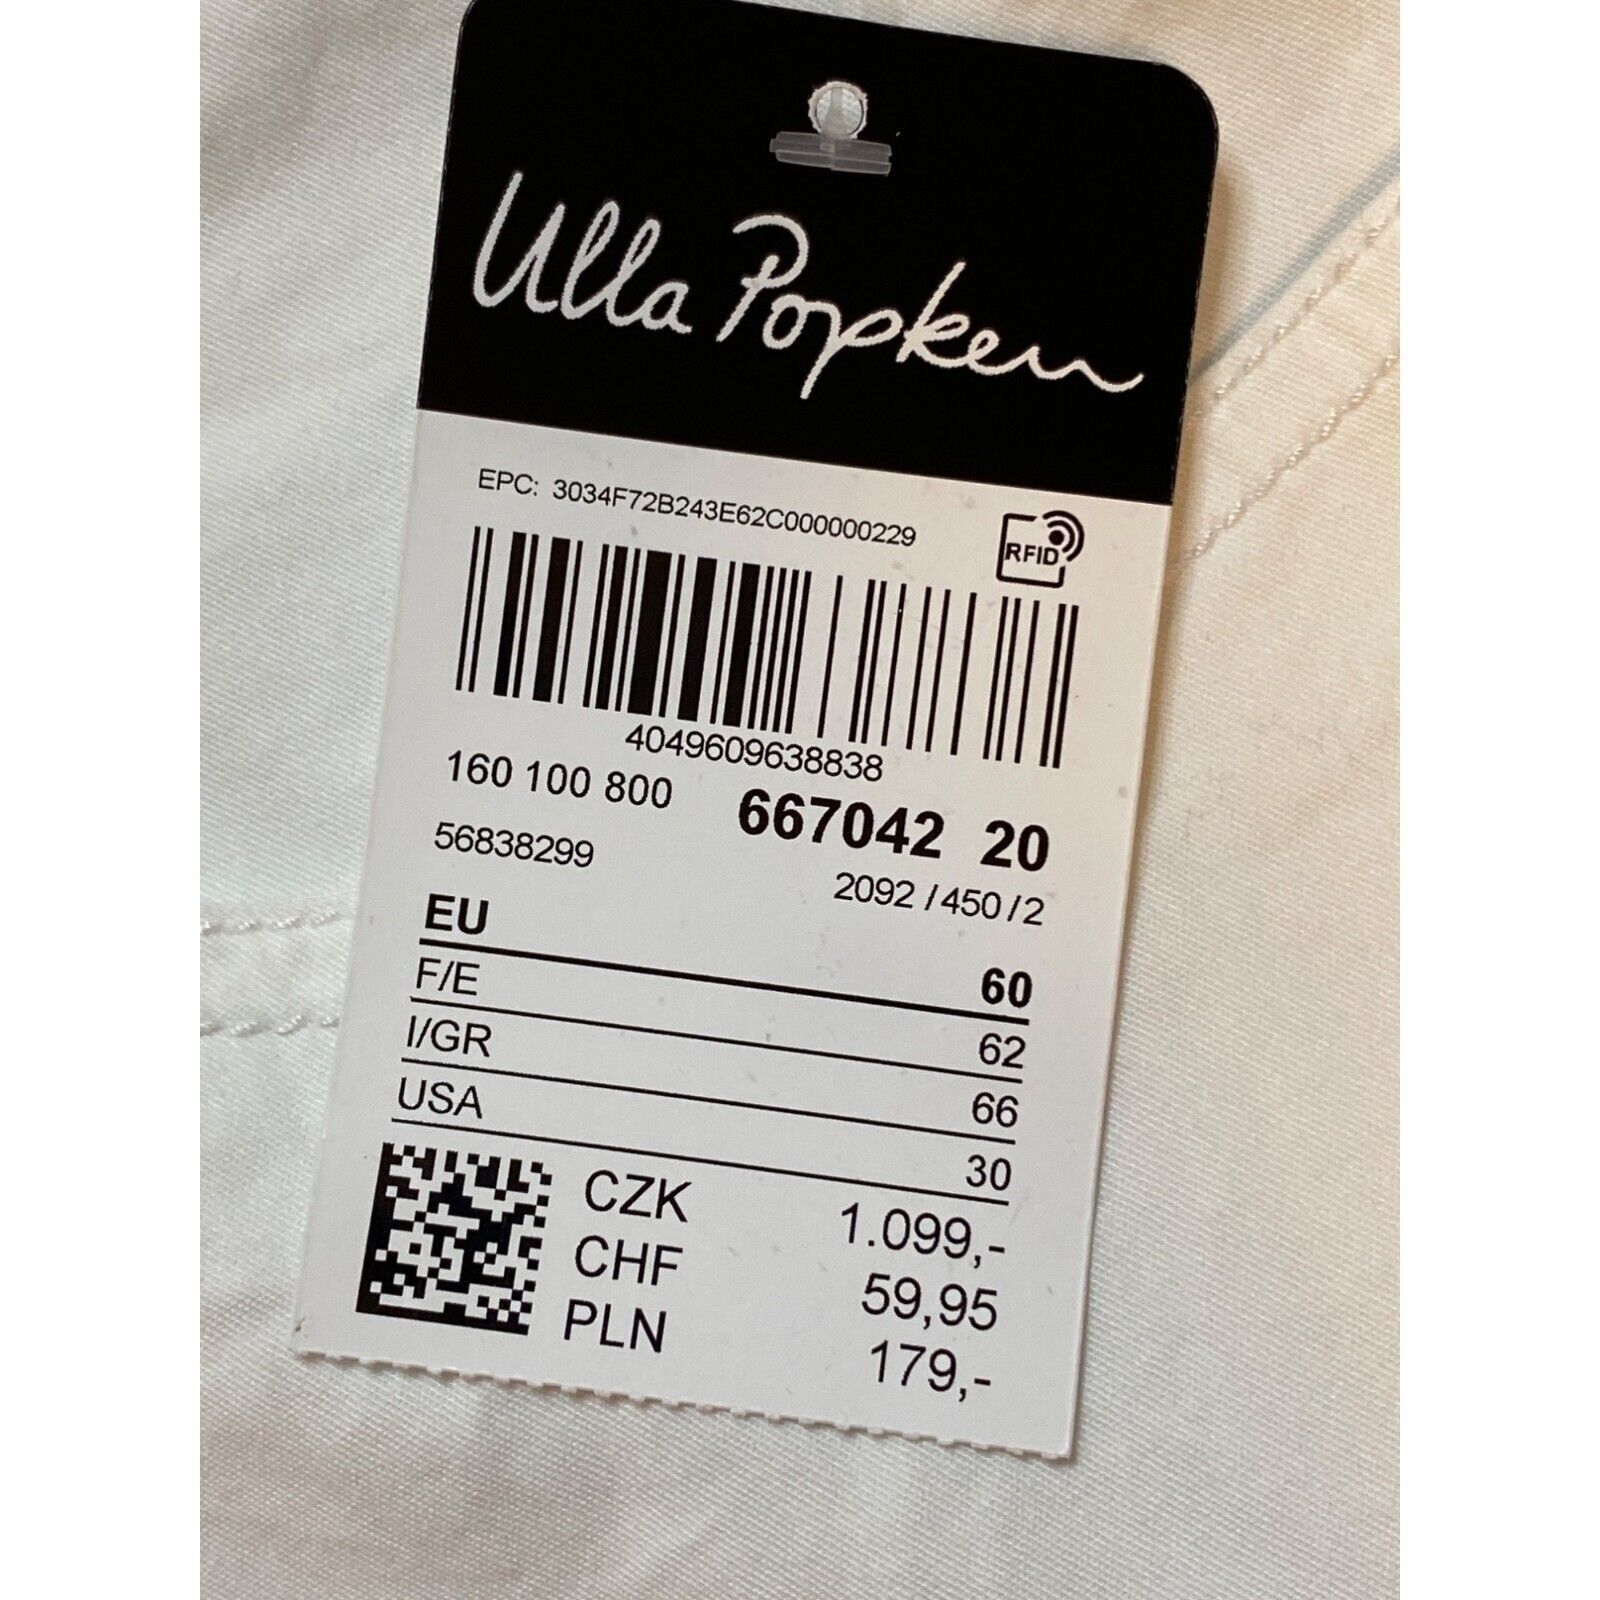 Ulla Popken
EPC: 3034F72B243E62C000000229
RFID
4049609638838
160 100 800 667042 20
56838299 2092 / 450 / 2
EU 60
F/E 62
I/GR 66
USA 30
CZK 1.099,-
CHF 59,95
PLN 179,-